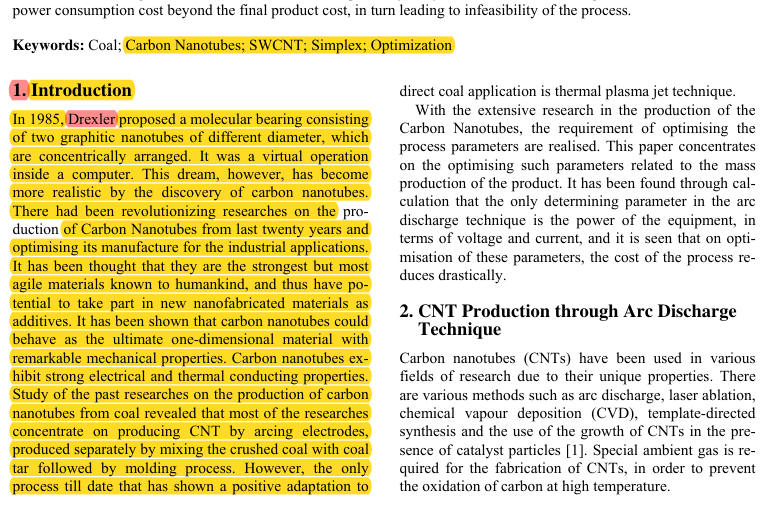 power consumption cost beyond the final product cost, in turn leading to infeasibility of the process.
Keywords: Coal; Carbon Nanotubes; SWCNT; Simplex; Optimization
1. Introduction
In 1985, Drexler proposed a molecular bearing consisting
of two graphitic nanotubes of different diameter, which
are concentrically arranged. It was a virtual operation
inside a computer. This dream, however, has become
more realistic by the discovery of carbon nanotubes.
There had been revolutionizing researches on the pro-
duction of Carbon Nanotubes from last twenty years and
optimising its manufacture for the industrial applications.
It has been thought that they are the strongest but most
agile materials known to humankind, and thus have po-
tential to take part in new nanofabricated materials as
additives. It has been shown that carbon nanotubes could
behave as the ultimate one-dimensional material with
remarkable mechanical properties. Carbon nanotubes ex-
hibit strong electrical and thermal conducting properties.
Study of the past researches on the production of carbon
nanotubes from coal revealed that most of the researches
concentrate on producing CNT by arcing electrodes,
produced separately by mixing the crushed coal with coal
tar followed by molding process. However, the only
process till date that has shown a positive adaptation to
direct coal application is thermal plasma jet technique.
With the extensive research in the production of the
Carbon Nanotubes, the requirement of optimising the
process parameters are realised. This paper concentrates
on the optimising such parameters related to the mass
production of the product. It has been found through cal-
culation that the only determining parameter in the arc
discharge technique is the power of the equipment, in
terms of voltage and current, and it is seen that on opti-
misation of these parameters, the cost of the process re-
duces drastically.
2. CNT Production through Arc Discharge
Technique
Carbon nanotubes (CNTs) have been used in various
fields of research due to their unique properties. There
are various methods such as arc discharge, laser ablation,
chemical vapour deposition (CVD), template-directed
synthesis and the use of the growth of CNTs in the pre-
sence of catalyst particles [1]. Special ambient gas is re-
quired for the fabrication of CNTs, in order to prevent
the oxidation of carbon at high temperature.